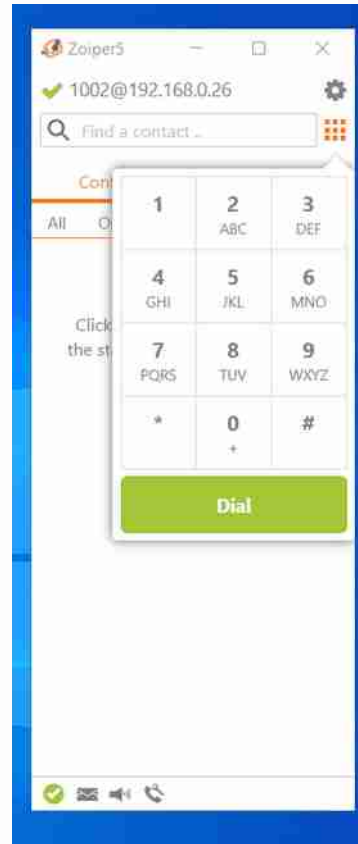 Zoiper5
1002@192.168.0.26
Find a contact ..
Cont
All O
1 2 3
ABC DEF
4 5 6
GHI JKL MNO
Click
the st
7 8 9
PQRS TUV WXYZ
* 0 #
+
Dial